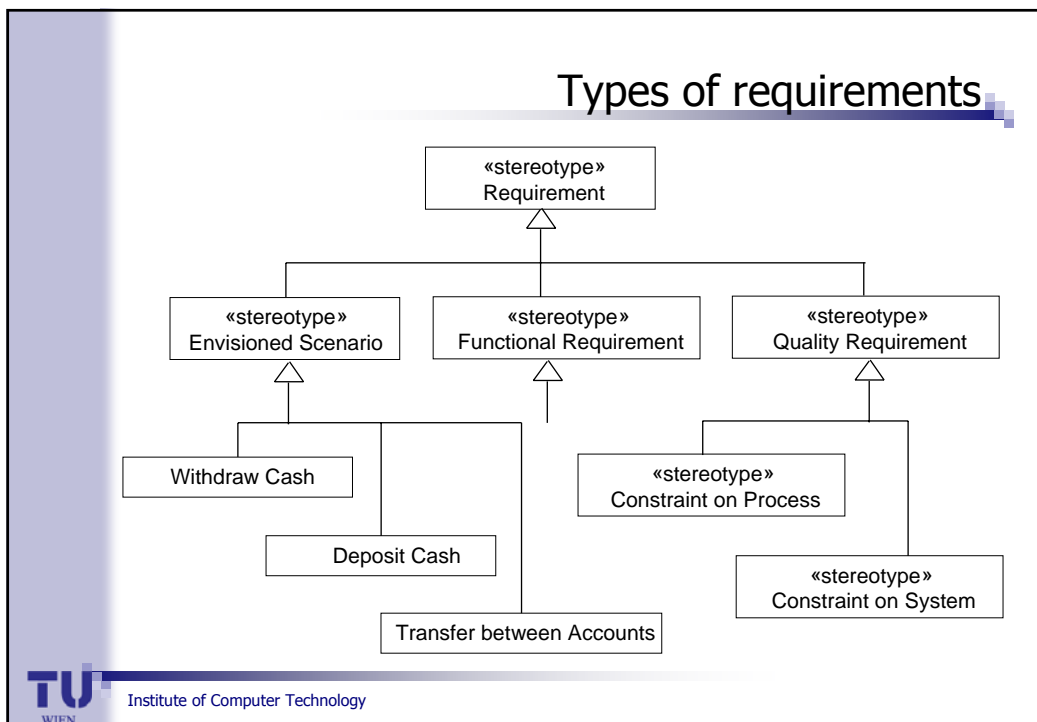 Types of requirements
«stereotype»
Requirement
«stereotype»
Envisioned Scenario
«stereotype»
Functional Requirement
«stereotype»
Quality Requirement
Withdraw Cash
«stereotype»
Constraint on Process
Deposit Cash
«stereotype»
Constraint on System
Transfer between Accounts
TU
WIEN
Institute of Computer Technology